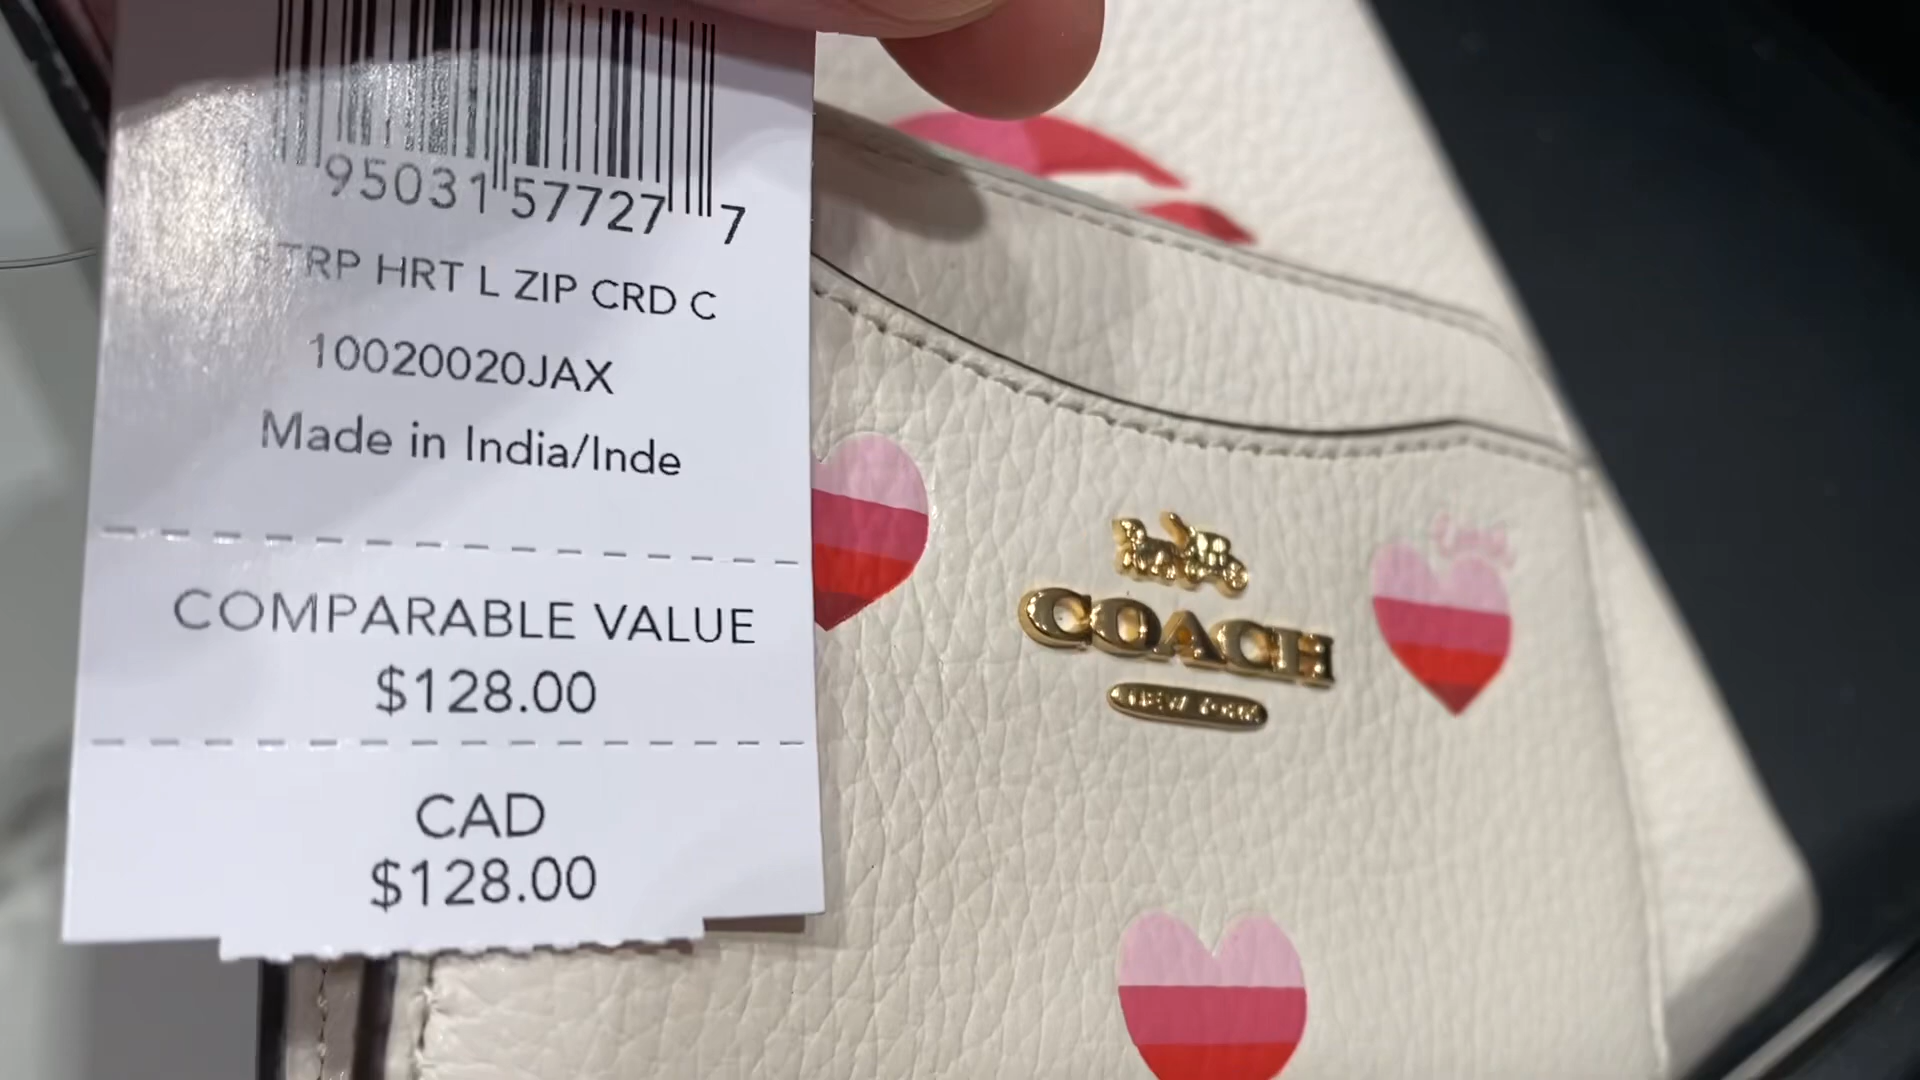 95031 57727 7
TRP HRT L ZIP CRD C
10020020JAX
Made in India/Inde
COMPARABLE VALUE
$128.00
CAD
$128.00
COACH
NEW YORK